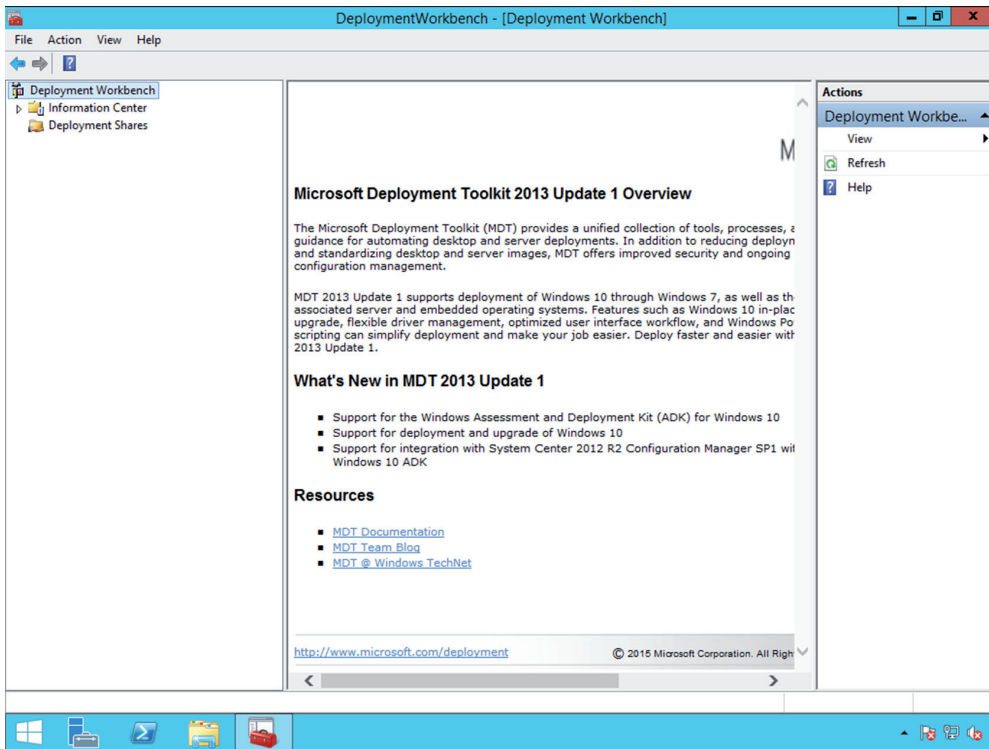 DeploymentWorkbench - [Deployment Workbench]
File Action View Help
Deployment Workbench
Information Center
Deployment Shares
M
Microsoft Deployment Toolkit 2013 Update 1 Overview
The Microsoft Deployment Toolkit (MDT) provides a unified collection of tools, processes, a
guidance for automating desktop and server deployments. In addition to reducing deployn
and standardizing desktop and server images, MDT offers improved security and ongoing
configuration management.
MDT 2013 Update 1 supports deployment of Windows 10 through Windows 7, as well as th
associated server and embedded operating systems. Features such as Windows 10 in-plac
upgrade, flexible driver management, optimized user interface workflow, and Windows Po
scripting can simplify deployment and make your job easier. Deploy faster and easier with
2013 Update 1.
What's New in MDT 2013 Update 1
Support for the Windows Assessment and Deployment Kit (ADK) for Windows 10
Support for deployment and upgrade of Windows 10
Support for integration with System Center 2012 R2 Configuration Manager SP1 wit
Windows 10 ADK
Resources
MDT Documentation
MDT Team Blog
MDT @ Windows TechNet
http://www.microsoft.com/deployment
© 2015 Microsoft Corporation. All Righ
Actions
Deployment Workbe...
View
Refresh
Help